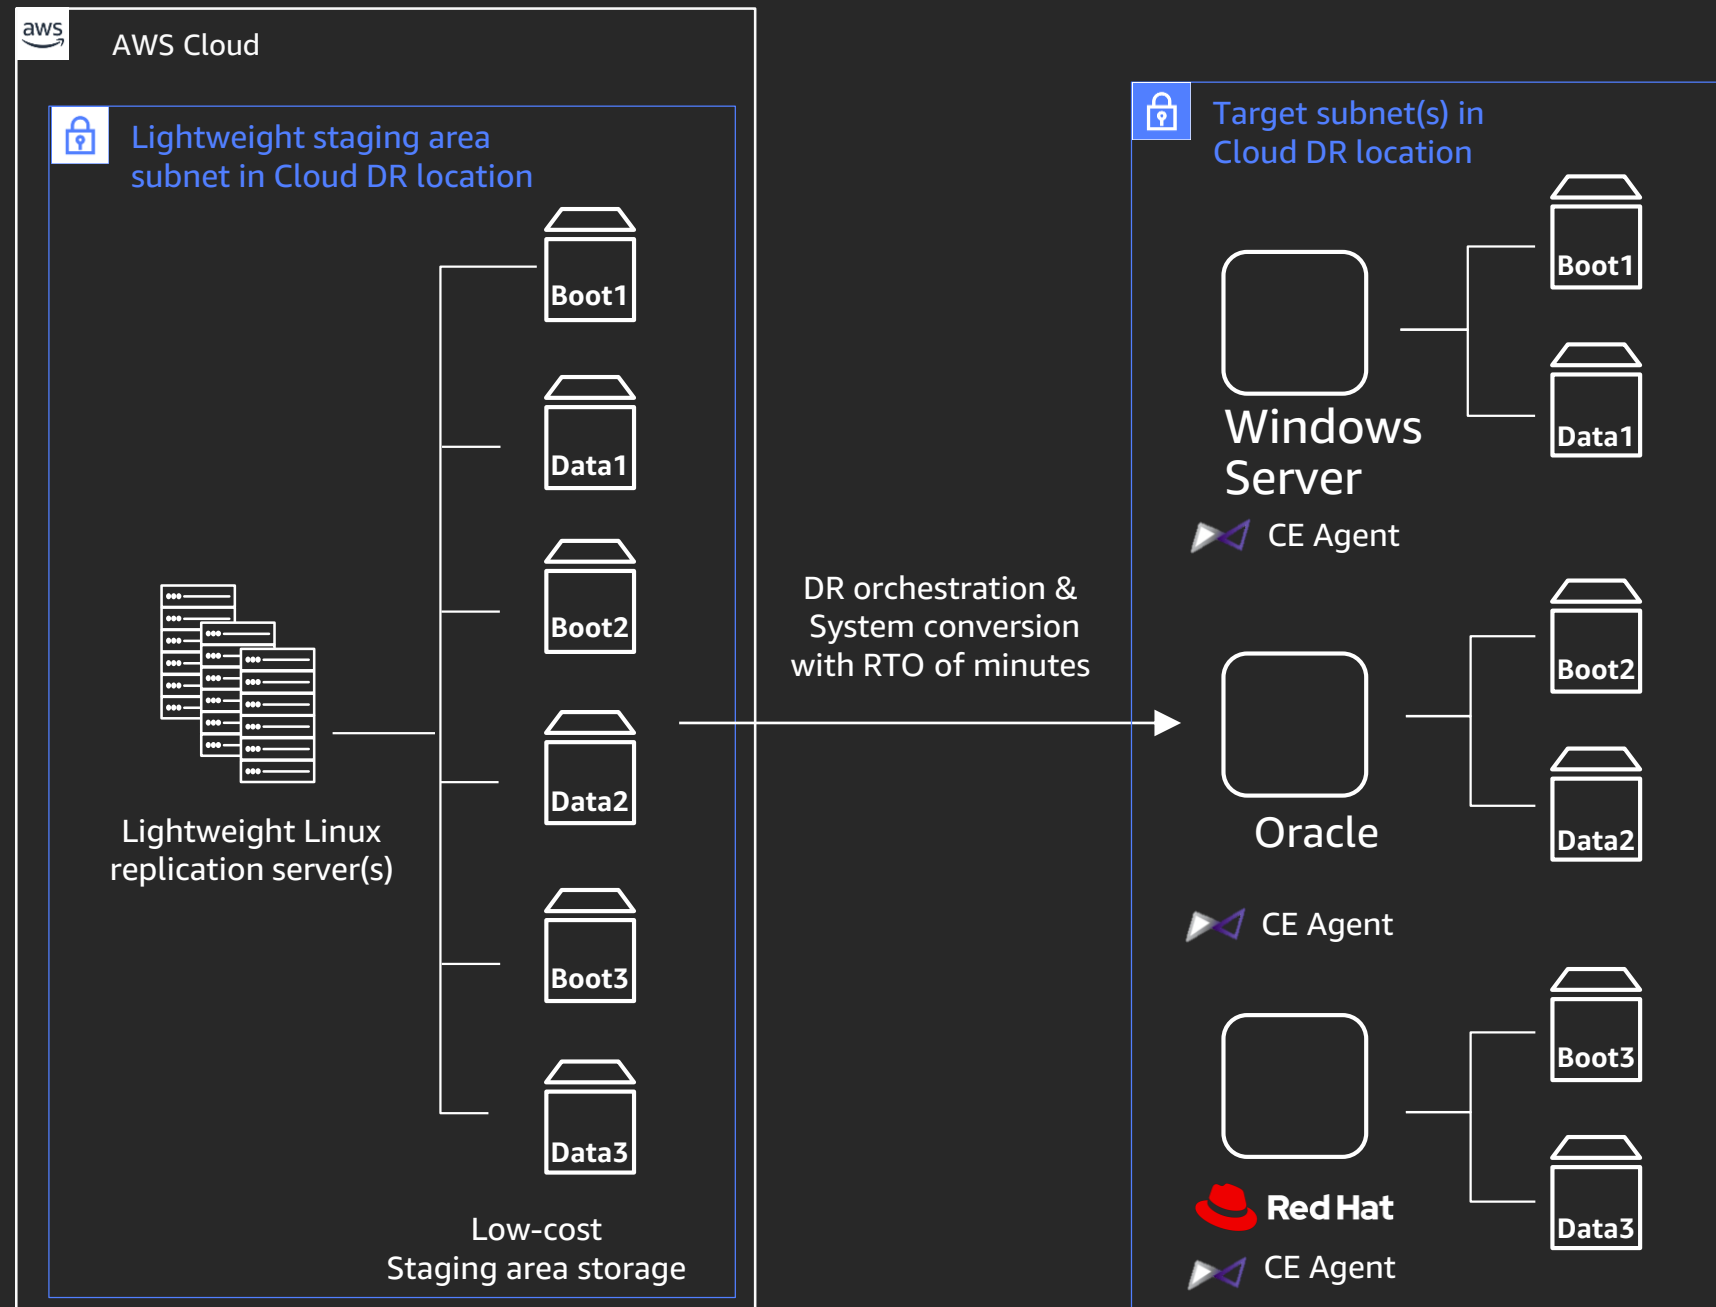 aws
AWS Cloud
Lightweight staging area
subnet in Cloud DR location
Boot1
Data1
Boot2
Data2
Boot3
Data3
Lightweight Linux
replication server(s)
Low-cost
Staging area storage
DR orchestration &
System conversion
with RTO of minutes
Target subnet(s) in
Cloud DR location
Boot1
Data1
Windows
Server
CE Agent
Boot2
Data2
Oracle
CE Agent
Boot3
Data3
Red Hat
CE Agent